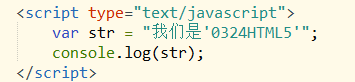 <script type="text/javascript">
var str = "我们是'0324HTML5'";
console.log(str);
</script>